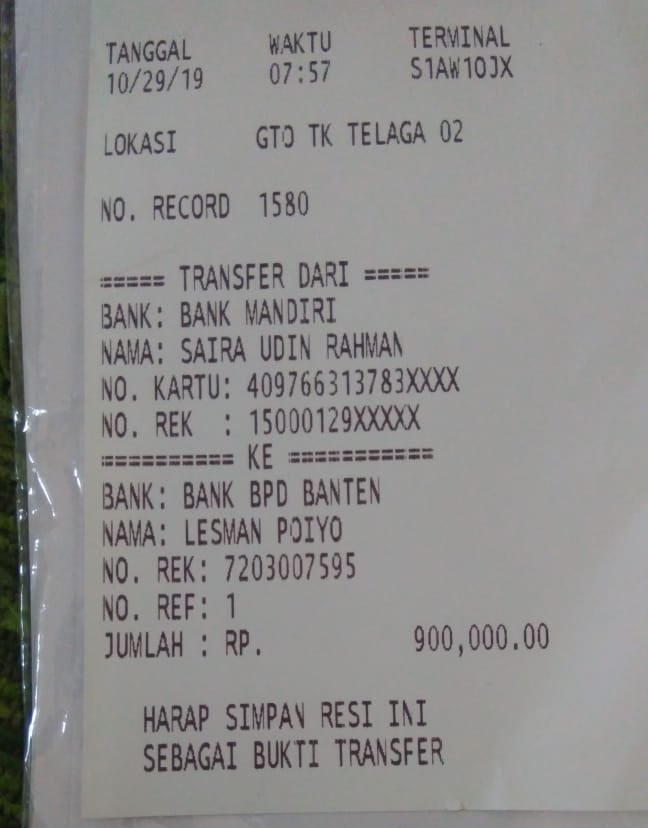 TANGGAL WAKTU TERMINAL
10/29/19 07:57 S1AW10JX
LOKASI GTO TK TELAGA 02
NO. RECORD 1580
===== TRANSFER DARI =====
BANK: BANK MANDIRI
NAMA: SAIRA UDIN RAHMAN
NO. KARTU: 409766313783XXXX
NO. REK : 15000129XXXXX
========== KE ===========
BANK: BANK BPD BANTEN
NAMA: LESMAN POIYO
NO. REK: 7203007595
NO. REF: 1
JUMLAH : RP. 900,000.00
HARAP SIMPAN RESI INI
SEBAGAI BUKTI TRANSFER